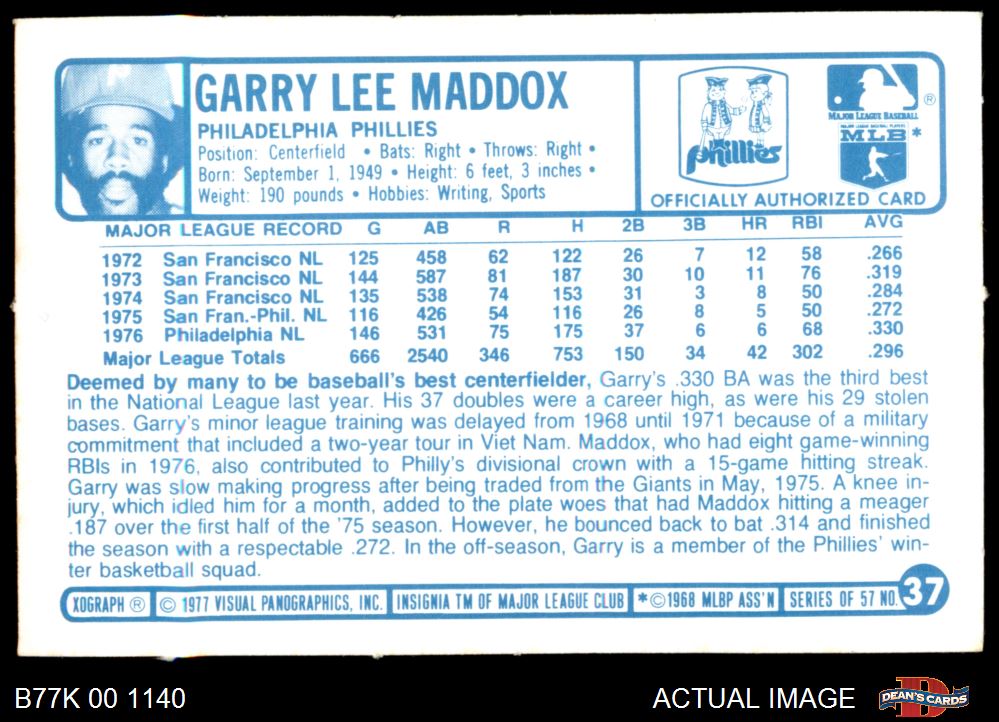 GARRY LEE MADDOX
PHILADELPHIA PHILLIES
Position: Centerfield • Bats: Right • Throws: Right •
Born: September 1, 1949 • Height: 6 feet, 3 inches •
Weight: 190 pounds • Hobbies: Writing, Sports
phillies
®
MAJOR LEAGUE BASEBALL
MAJOR LEAGUE BASEBALL PLAYERS
MLB*
OFFICIALLY AUTHORIZED CARD
MAJOR LEAGUE RECORD G AB R H 2B 3B HR RBI AVG
1972 San Francisco NL 125 458 62 122 26 7 12 58 .266
1973 San Francisco NL 144 587 81 187 30 10 11 76 .319
1974 San Francisco NL 135 538 74 153 31 3 8 50 .284
1975 San Fran.-Phil. NL 116 426 54 116 26 8 5 50 .272
1976 Philadelphia NL 146 531 75 175 37 6 6 68 .330
Major League Totals 666 2540 346 753 150 34 42 302 .296
Deemed by many to be baseball's best centerfielder, Garry's .330 BA was the third best
in the National League last year. His 37 doubles were a career high, as were his 29 stolen
bases. Garry's minor league training was delayed from 1968 until 1971 because of a military
commitment that included a two-year tour in Viet Nam. Maddox, who had eight game-winning
RBIs in 1976, also contributed to Philly's divisional crown with a 15-game hitting streak.
Garry was slow making progress after being traded from the Giants in May, 1975. A knee in-
jury, which idled him for a month, added to the plate woes that had Maddox hitting a meager
.187 over the first half of the '75 season. However, he bounced back to bat .314 and finished
the season with a respectable .272. In the off-season, Garry is a member of the Phillies' win-
ter basketball squad.
XOGRAPH ® © 1977 VISUAL PANOGRAPHICS, INC. INSIGNIA TM OF MAJOR LEAGUE CLUB *©1968 MLBP ASS'N SERIES OF 57 NO. 37
B77K 00 1140 ACTUAL IMAGE DEAN'S CARDS